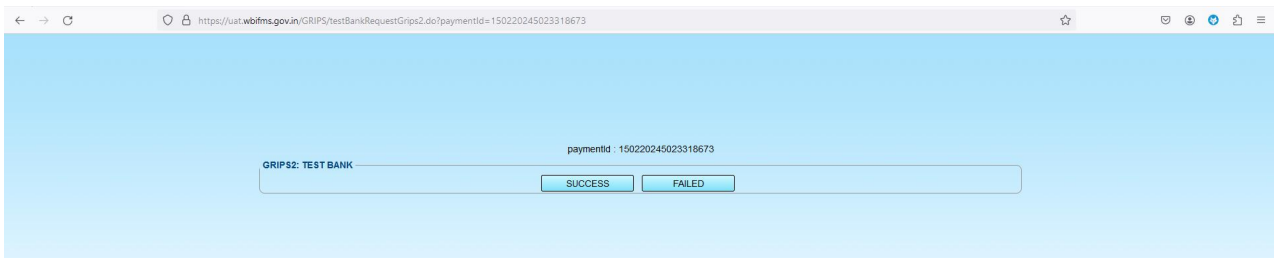 https://uat.wbifms.gov.in/GRIPS/testBankRequestGrips2.do?paymentId=150220245023318673
paymentId : 150220245023318673
GRIPS2: TEST BANK
SUCCESS FAILED